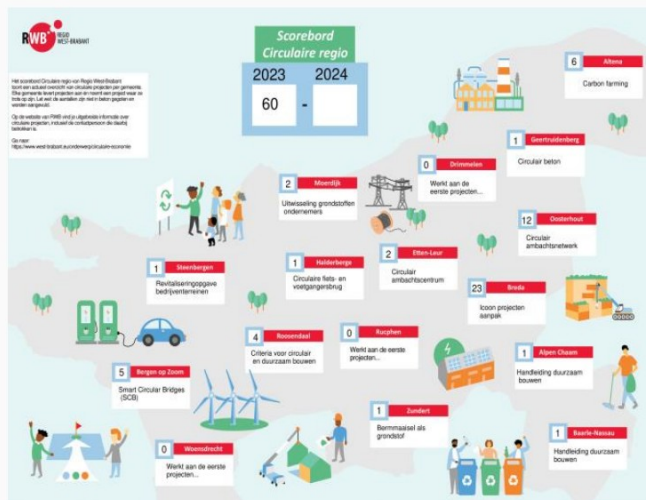 RWB REGIO
WEST-BRABANT
Scorebord
Circulaire regio
2023 2024
60 -
Het scorebord Circulaire regio van Regio West-Brabant
toont een actueel overzicht van circulaire projecten per gemeente.
Elke gemeente levert projecten aan en noemt een project waar ze
trots op zijn. Let wel: de aantallen zijn niet in beton gegoten en
worden aangevuld.
Op de website van RWB vind je uitgebreide informatie over
circulaire projecten, inclusief de contactpersoon die daarbij
betrokken is.
Ga naar:
https://www.west-brabant.eu/onderwerp/circulaire-economie
6 Altena
Carbon farming
1 Geertruidenberg
Circulair beton
0 Drimmelen
Werkt aan de
eerste projecten...
2 Moerdijk
Uitwisseling grondstoffen
ondernemers
12 Oosterhout
Circulair
ambachtsnetwerk
2 Etten-Leur
Circulair
ambachtscentrum
1 Halderberge
Circulaire fiets- en
voetgangersbrug
1 Steenbergen
Revitaliseringopgave
bedrijventerreinen
23 Breda
Icoon projecten
aanpak
4 Roosendaal
Criteria voor circulair
en duurzaam bouwen
0 Rucphen
Werkt aan de eerste
projecten...
1 Alpen Chaam
Handleiding duurzaam
bouwen
5 Bergen op Zoom
Smart Circular Bridges
(SCB)
1 Zundert
Bermmaaisel als
grondstof
1 Baarle-Nassau
Handleiding duurzaam
bouwen
0 Woensdrecht
Werkt aan de eerste
projecten...